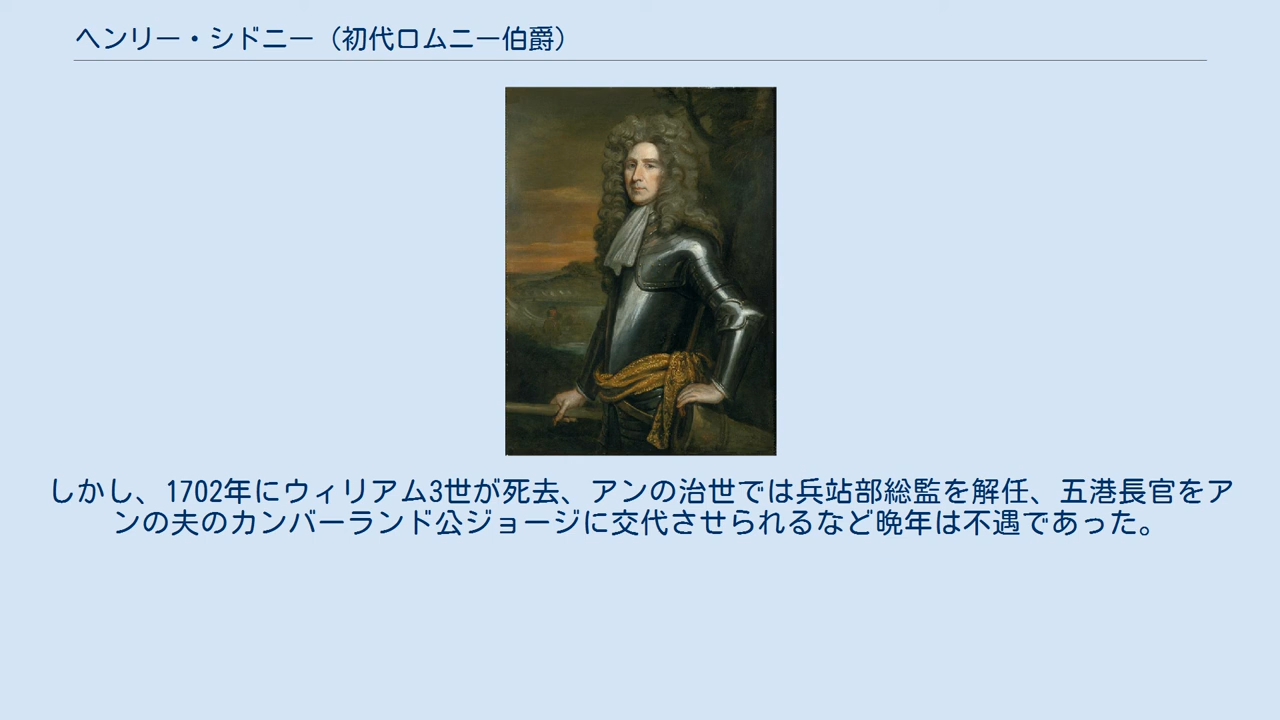 ヘンリー・シドニー（初代ロムニー伯爵）
しかし、1702年にウィリアム3世が死去、アンの治世では兵站部総監を解任、五港長官をア
ンの夫のカンバーランド公ジョージに交代させられるなど晩年は不遇であった。